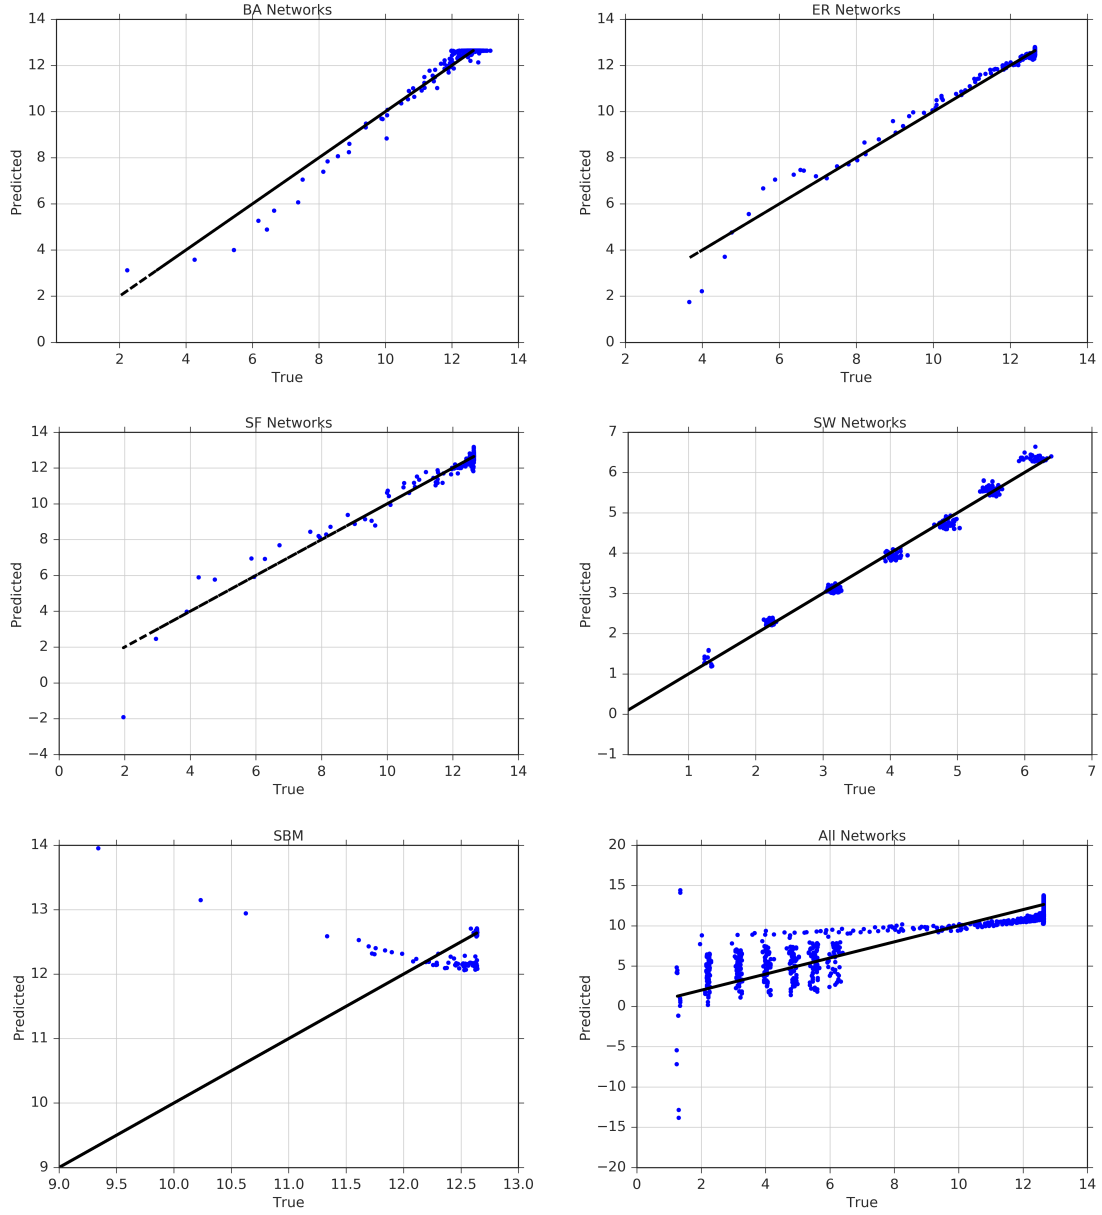 BA Networks
14
12
10
8
6
4
2
0
Predicted
2 4 6 8 10 12 14
True
ER Networks
14
12
10
8
6
4
2
0
Predicted
2 4 6 8 10 12 14
True
SF Networks
14
12
10
8
6
4
2
0
−2
−4
Predicted
0 2 4 6 8 10 12 14
True
SW Networks
7
6
5
4
3
2
1
0
−1
Predicted
1 2 3 4 5 6 7
True
SBM
14
13
12
11
10
9
Predicted
9.0 9.5 10.0 10.5 11.0 11.5 12.0 12.5 13.0
True
All Networks
20
15
10
5
0
−5
−10
−15
−20
Predicted
0 2 4 6 8 10 12 14
True